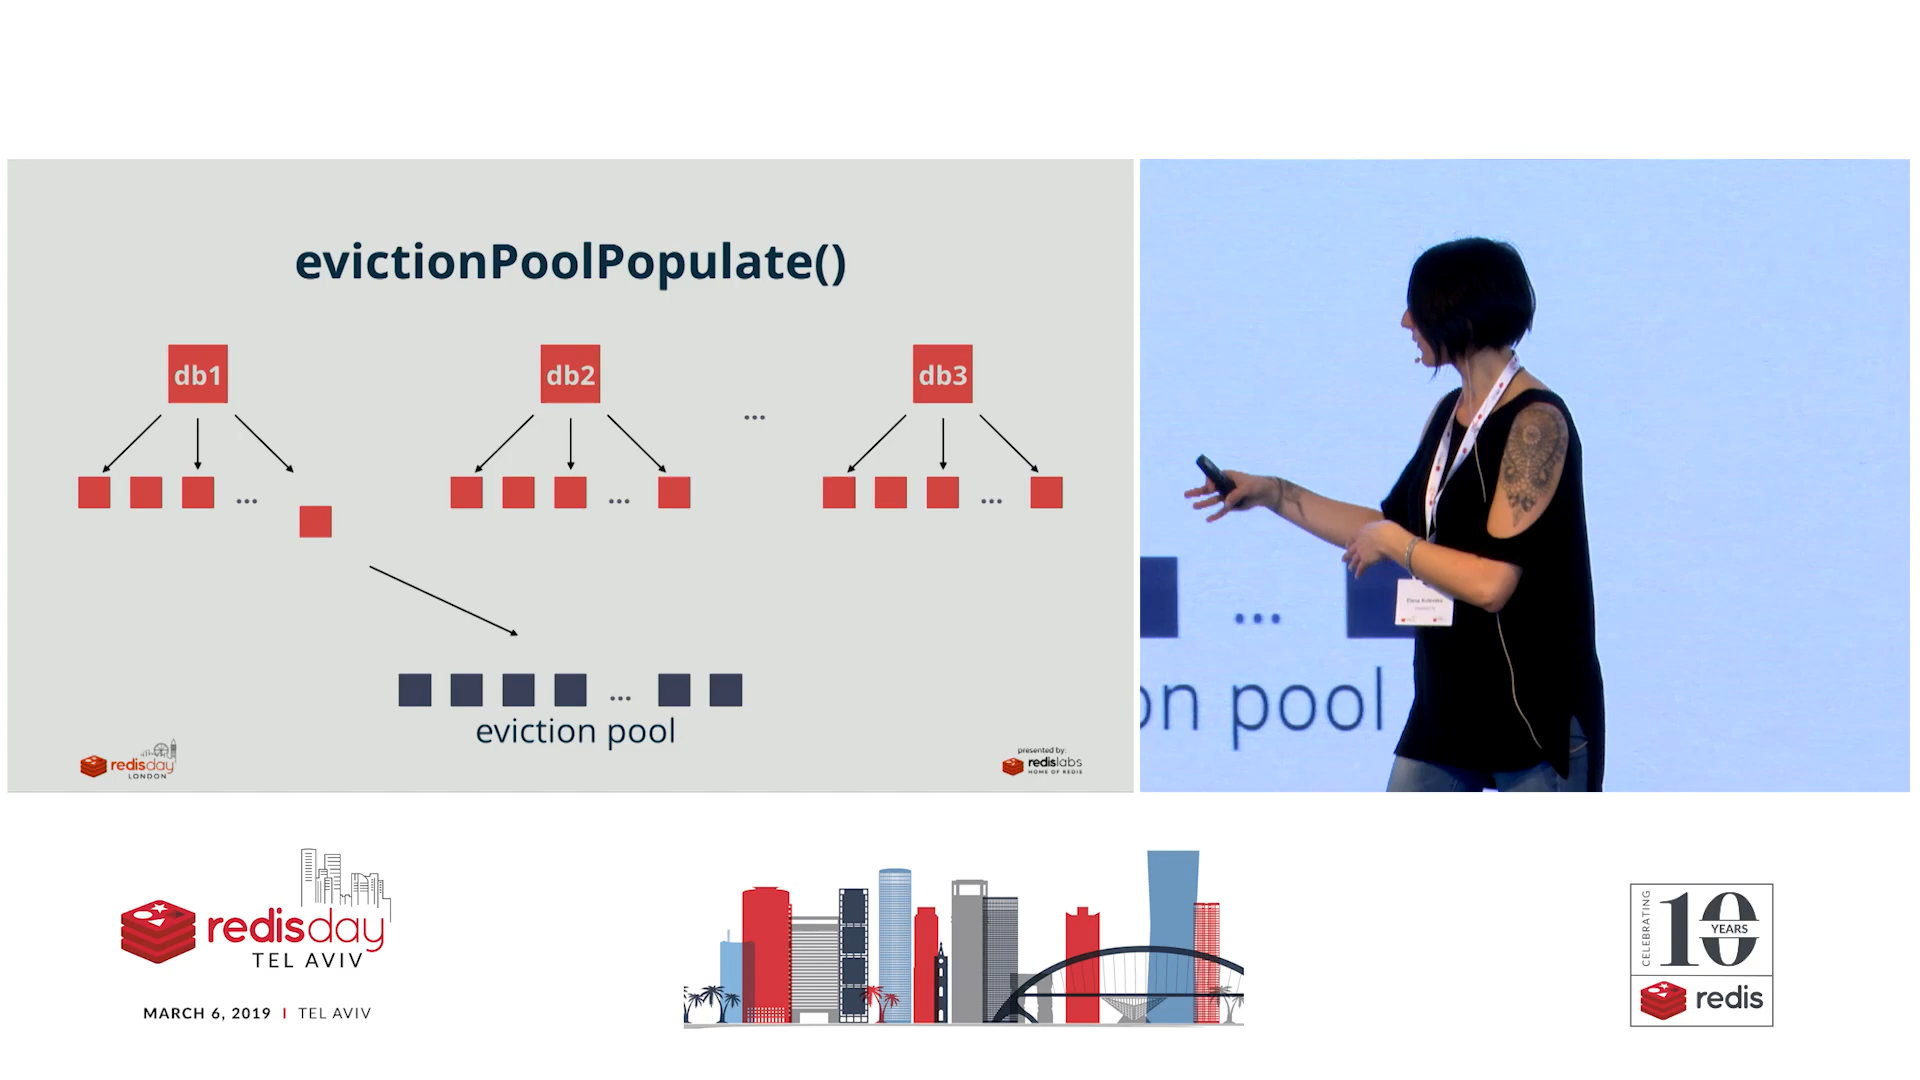 evictionPoolPopulate()
db1
db2
db3
...
...
...
...
...
eviction pool
redisday
LONDON
presented by:
redislabs
HOME OF REDIS
...
on pool
redisday
TEL AVIV
MARCH 6, 2019 | TEL AVIV
CELEBRATING
10
YEARS
redis